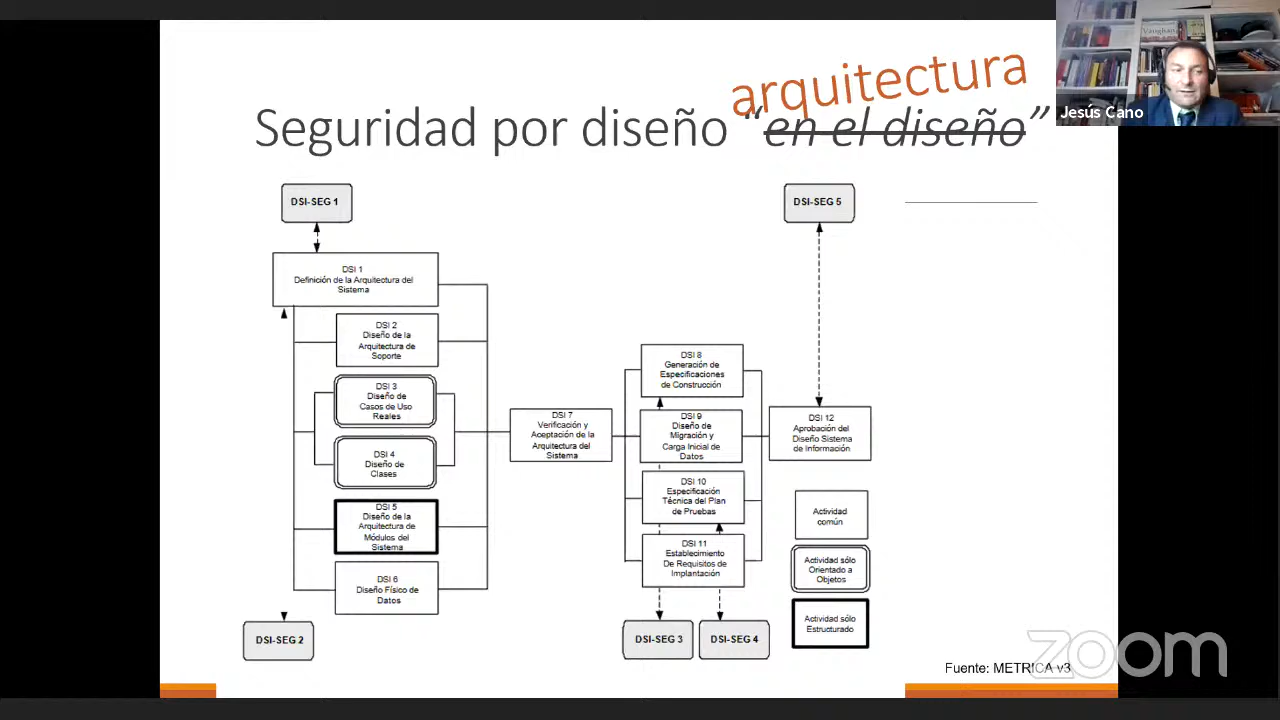 arquitectura
Seguridad por diseño “en el diseño”
Jesús Cano
DSI-SEG 1
DSI-SEG 5
DSI 1
Definición de la Arquitectura del
Sistema
DSI 2
Diseño de la
Arquitectura de
Soporte
DSI 3
Diseño de
Casos de Uso
Reales
DSI 4
Diseño de
Clases
DSI 5
Diseño de la
Arquitectura de
Módulos del
Sistema
DSI 6
Diseño Físico de
Datos
DSI 7
Verificación y
Aceptación de la
Arquitectura del
Sistema
DSI 8
Generación de
Especificaciones
de Construcción
DSI 9
Diseño de
Migración y
Carga Inicial de
Datos
DSI 10
Especificación
Técnica del Plan
de Pruebas
DSI 11
Establecimiento
De Requisitos de
Implantación
DSI 12
Aprobación del
Diseño Sistema
de Información
Actividad
común
Actividad sólo
Orientado a
Objetos
Actividad sólo
Estructurado
DSI-SEG 2
DSI-SEG 3
DSI-SEG 4
Fuente: METRICA v3
zoom